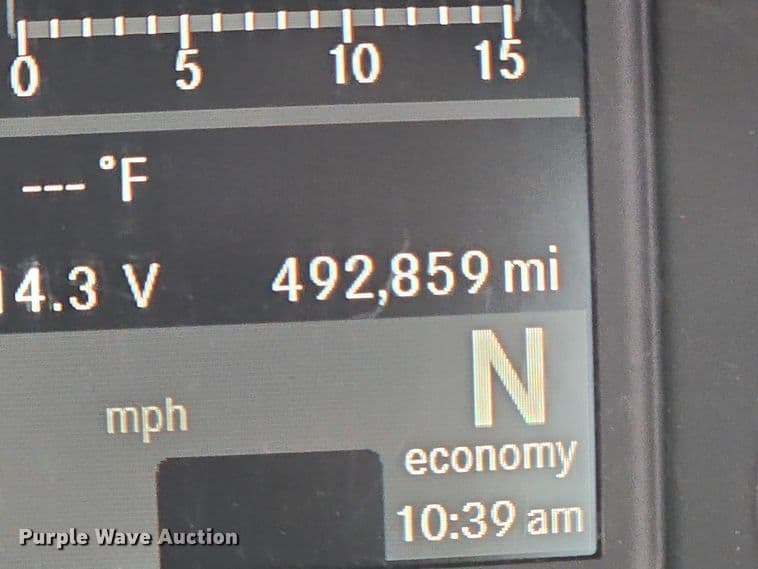 0 5 10 15
--- °F
14.3 V 492,859 mi
N
mph
economy
10:39 am
Purple Wave Auction